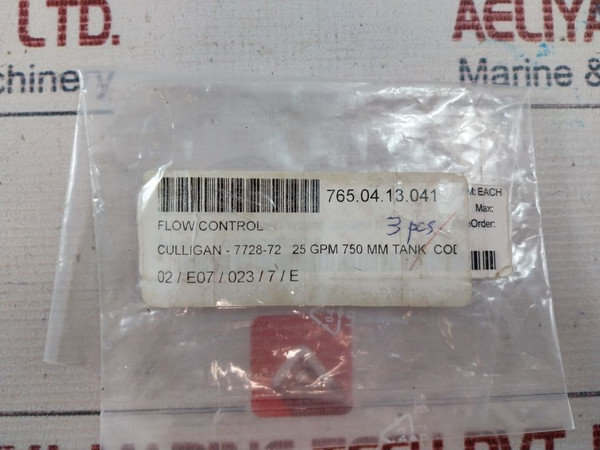 LTD.
AELIYA
chinery
Marine &
765.04.13.041
M: EACH
Max:
Order:
FLOW CONTROL
3 pcs
CULLIGAN - 7728-72 25 GPM 750 MM TANK COD
02 / E07 / 023 / 7 / E